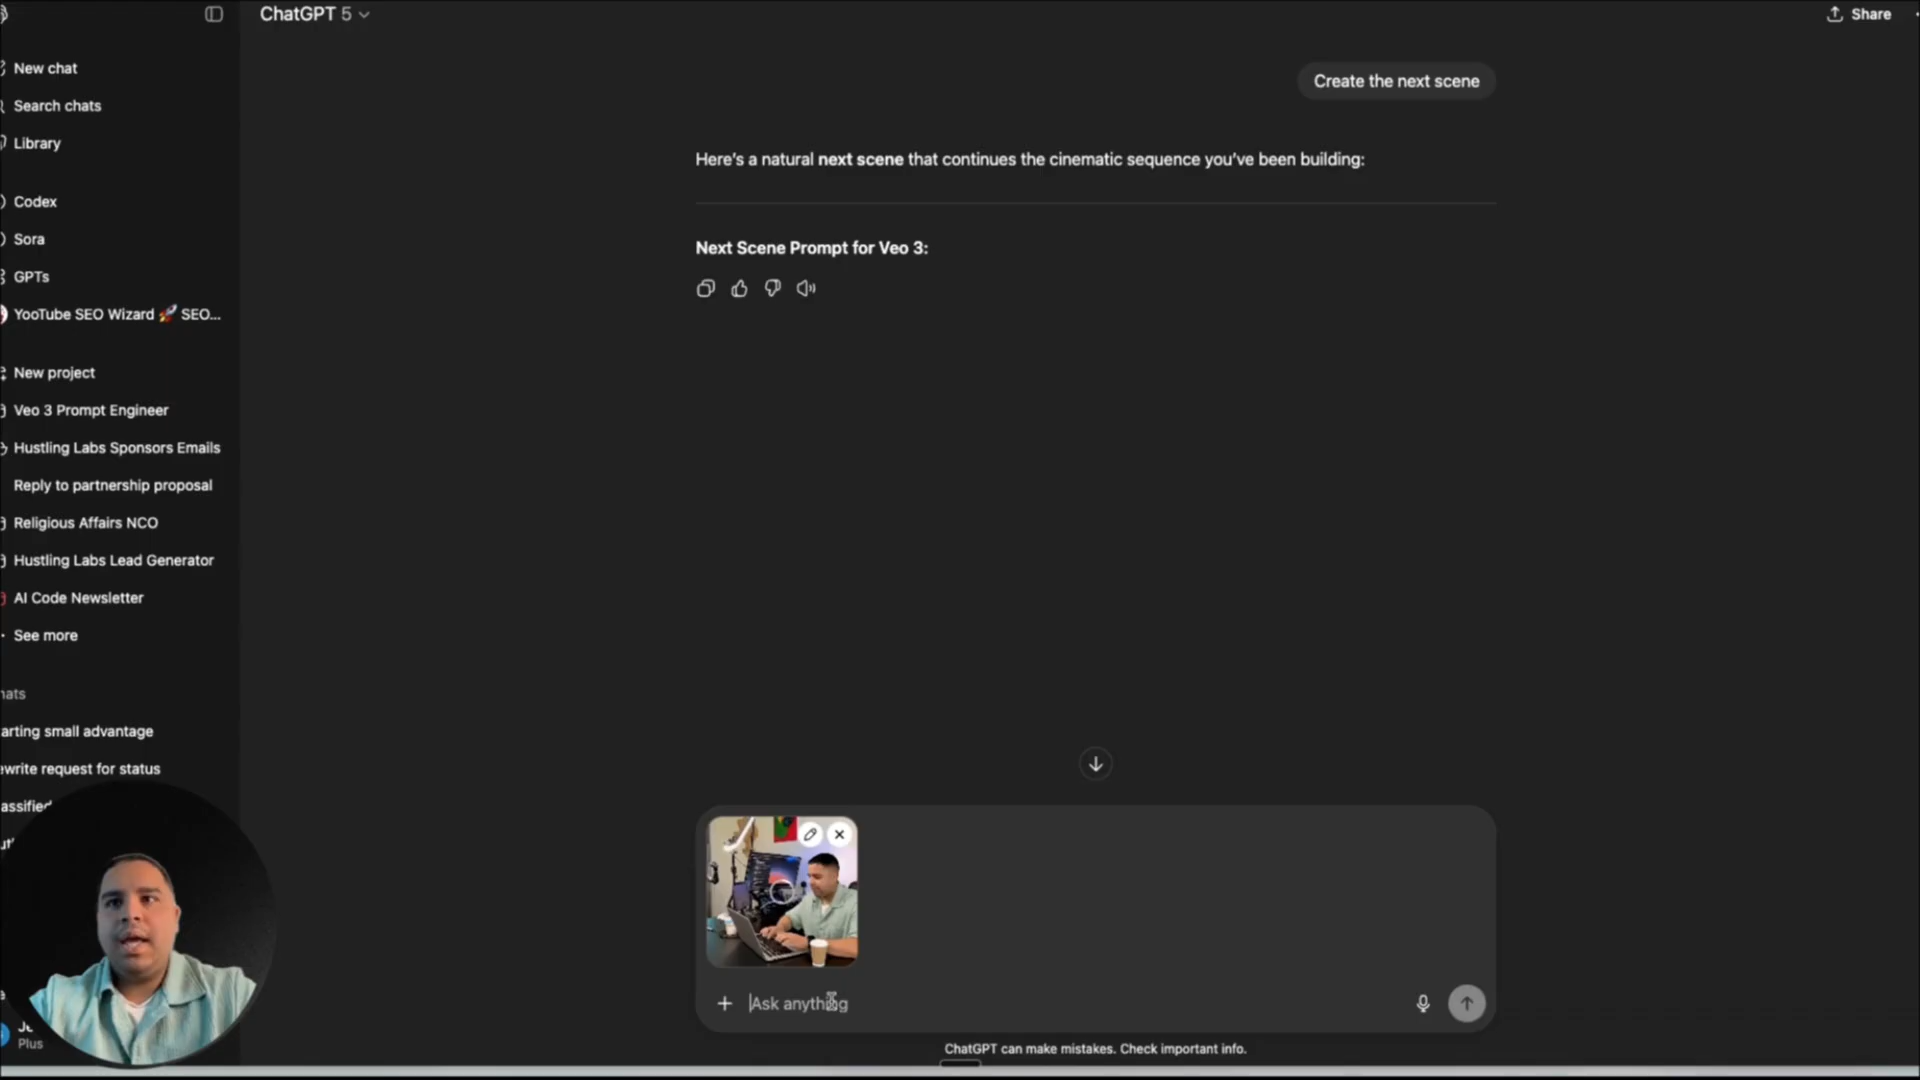 ChatGPT 5
Share
New chat
Search chats
Library
Codex
Sora
GPTs
YooTube SEO Wizard 🚀 SEO...
New project
Veo 3 Prompt Engineer
Hustling Labs Sponsors Emails
Reply to partnership proposal
Religious Affairs NCO
Hustling Labs Lead Generator
AI Code Newsletter
See more
hats
arting small advantage
ewrite request for status
assified
Plus
Create the next scene
Here's a natural next scene that continues the cinematic sequence you've been building:
Next Scene Prompt for Veo 3:
Ask anything
ChatGPT can make mistakes. Check important info.